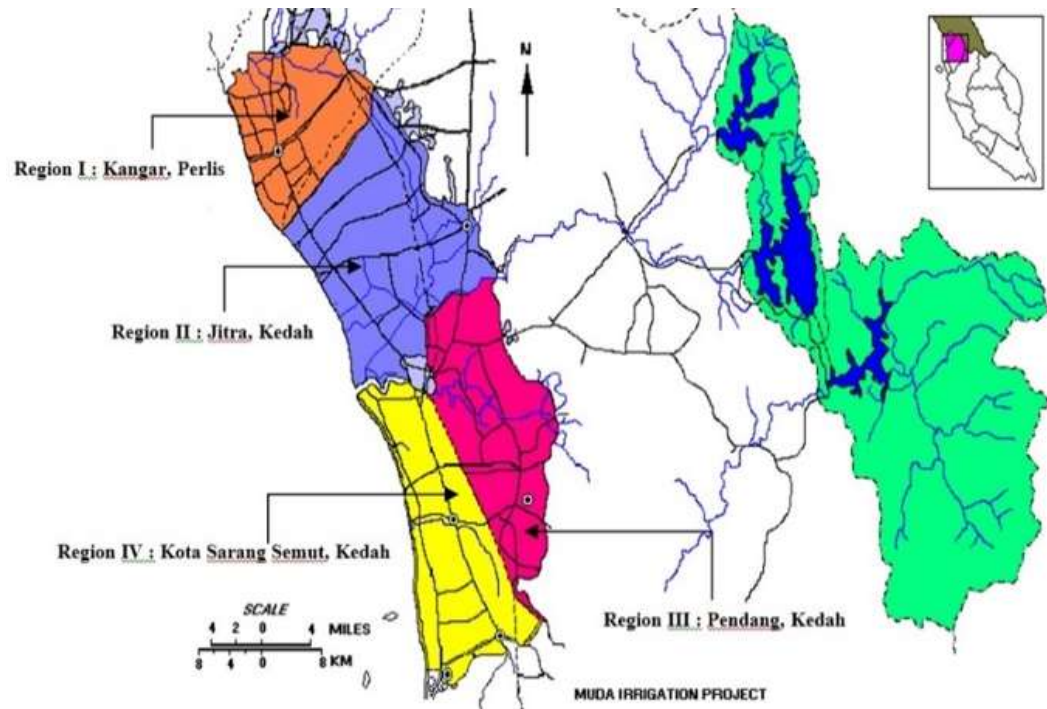 N
Region I : Kangar, Perlis
Region II : Jitra, Kedah
Region IV : Kota Sarang Semut, Kedah
Region III : Pendang, Kedah
SCALE
4 2 0 4 MILES
8 4 0 8 KM
MUDA IRRIGATION PROJECT